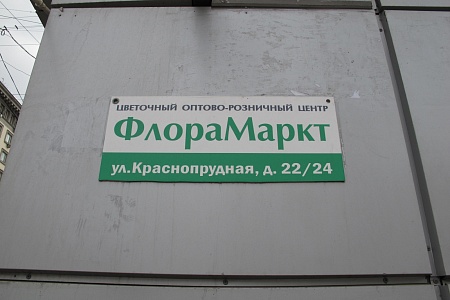 ЦВЕТОЧНЫЙ ОПТОВО-РОЗНИЧНЫЙ ЦЕНТР
ФлораМаркт
ул.Краснопрудная, д. 22/24